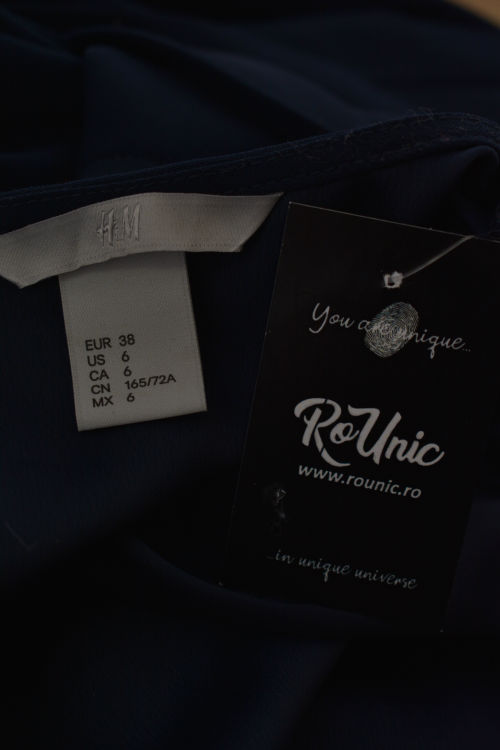 H&M
EUR 38
US 6
CA 6
CN 165/72A
MX 6
You are unique...
RoUnic
www.rounic.ro
...in unique universe